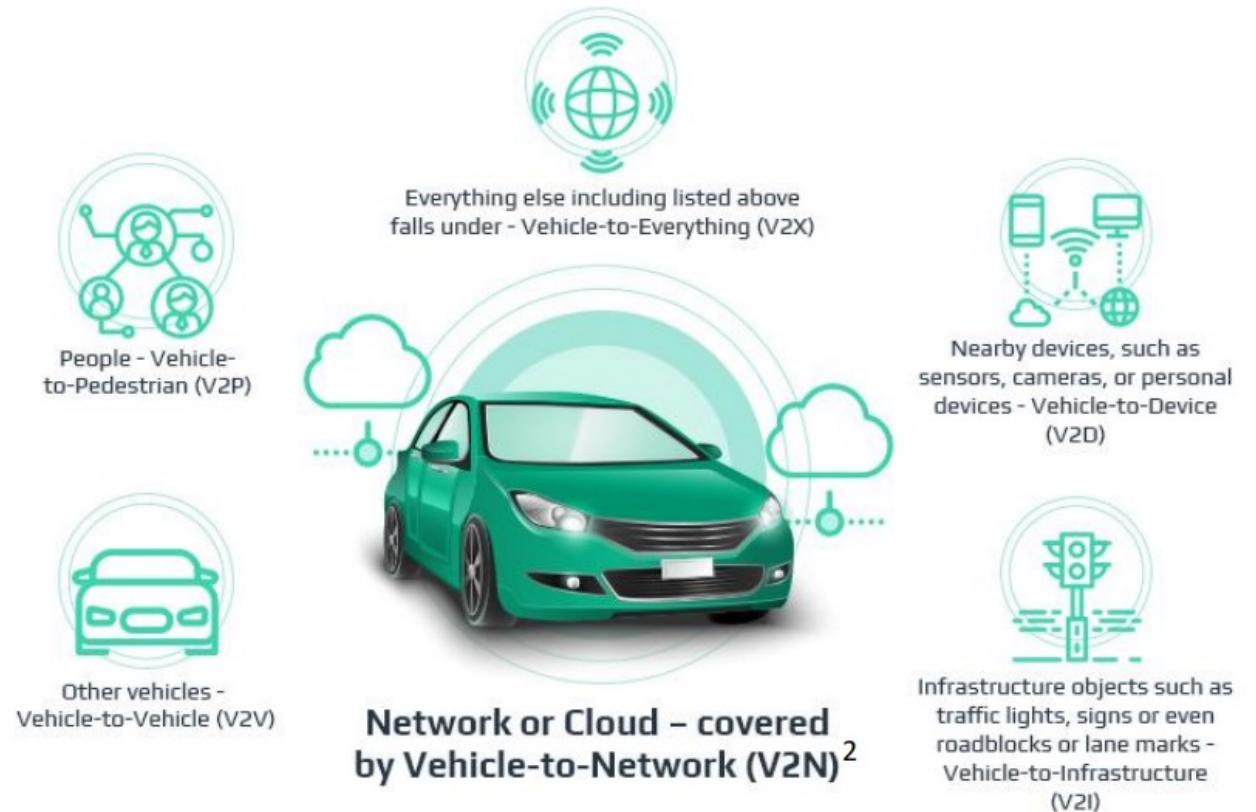 Everything else including listed above
falls under - Vehicle-to-Everything (V2X)
People - Vehicle-
to-Pedestrian (V2P)
Nearby devices, such as
sensors, cameras, or personal
devices - Vehicle-to-Device
(V2D)
Other vehicles -
Vehicle-to-Vehicle (V2V)
Network or Cloud – covered
by Vehicle-to-Network (V2N)²
Infrastructure objects such as
traffic lights, signs or even
roadblocks or lane marks -
Vehicle-to-Infrastructure
(V2I)